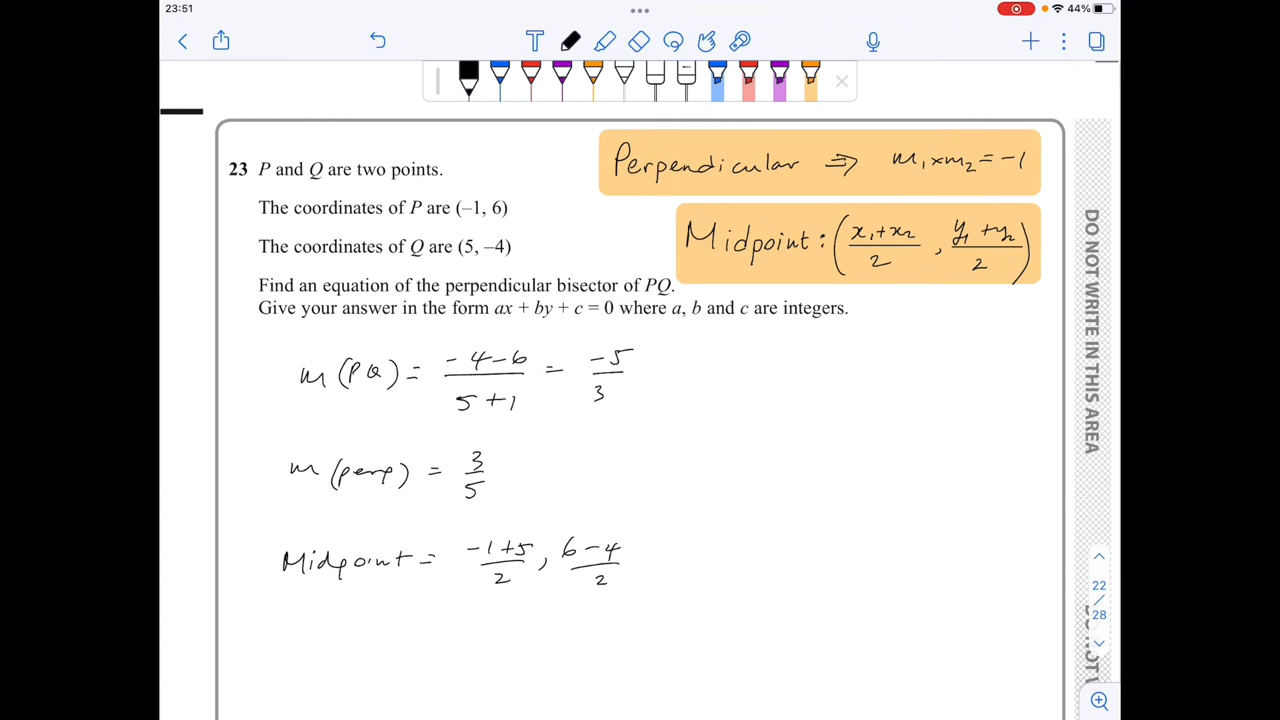 23:51
44%
Perpendicular ⇒ m₁×m₂ = -1
23 P and Q are two points.
The coordinates of P are (–1, 6)
Midpoint: (x₁+x₂/2, y₁+y₂/2)
The coordinates of Q are (5, –4)
Find an equation of the perpendicular bisector of PQ.
Give your answer in the form ax + by + c = 0 where a, b and c are integers.
m (PQ) = -4-6/5+1 = -5/3
m (perp) = 3/5
Midpoint = -1+5/2, 6-4/2
DO NOT WRITE IN THIS AREA
22
/
28